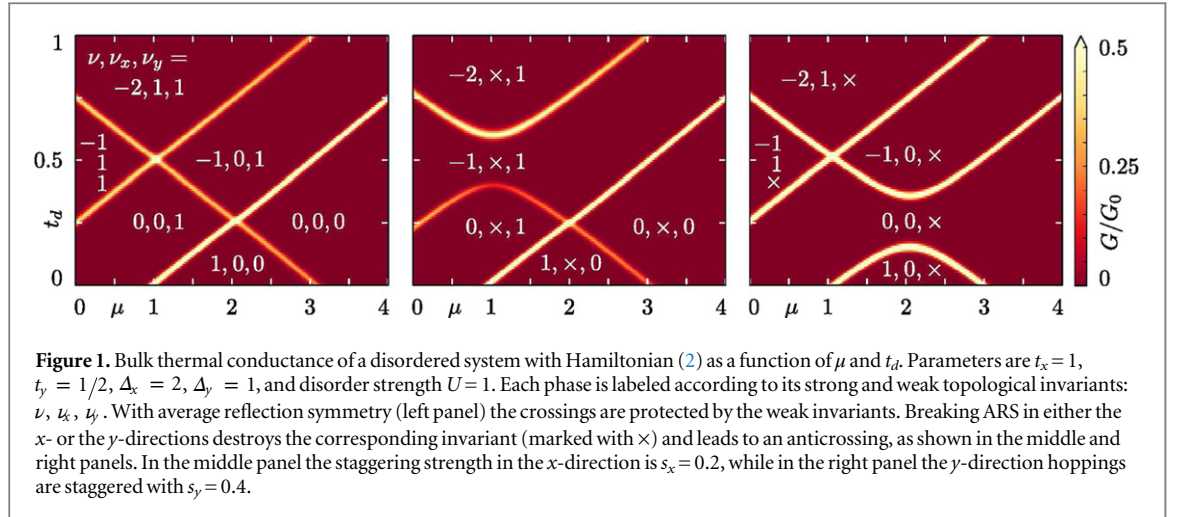 1
0.5
t_d
0
ν, ν_x, ν_y =
−2, 1, 1
−1
1
1
−1, 0, 1
0, 0, 1
0, 0, 0
1, 0, 0
0 μ 1 2 3 4
−2, ×, 1
−1, ×, 1
0, ×, 1
0, ×, 0
1, ×, 0
0 μ 1 2 3 4
−2, 1, ×
−1
1
×
−1, 0, ×
0, 0, ×
1, 0, ×
0 μ 1 2 3 4
0.5
0.25
G/G_0
0
Figure 1. Bulk thermal conductance of a disordered system with Hamiltonian (2) as a function of μ and t_d. Parameters are t_x = 1,
t_y = 1/2, Δ_x = 2, Δ_y = 1, and disorder strength U = 1. Each phase is labeled according to its strong and weak topological invariants:
ν, ν_x, ν_y. With average reflection symmetry (left panel) the crossings are protected by the weak invariants. Breaking ARS in either the
x- or the y-directions destroys the corresponding invariant (marked with ×) and leads to an anticrossing, as shown in the middle and
right panels. In the middle panel the staggering strength in the x-direction is s_x = 0.2, while in the right panel the y-direction hoppings
are staggered with s_y = 0.4.